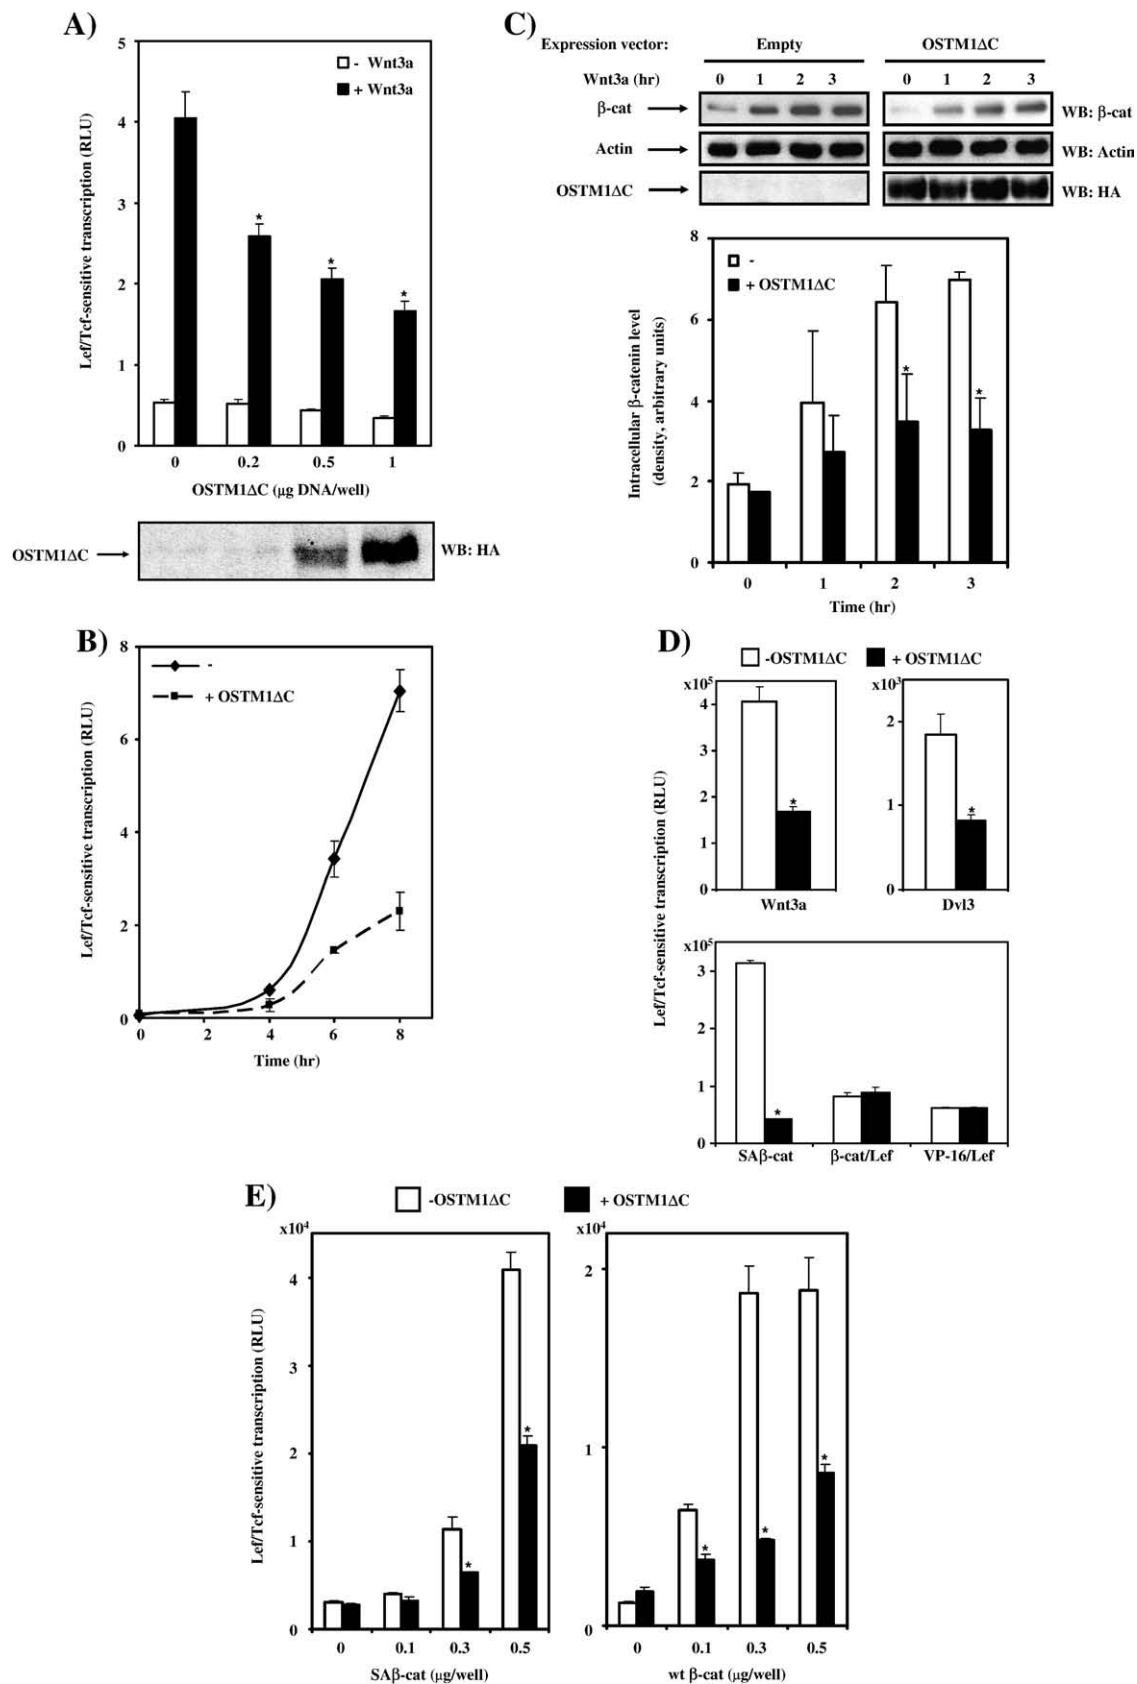 A)
5
4
3
2
1
0
- Wnt3a
+ Wnt3a
*
*
*
Lef/Tcf-sensitive transcription (RLU)
0 0.2 0.5 1
OSTM1ΔC (µg DNA/well)
OSTM1ΔC
WB: HA
B)
8
6
4
2
0
-
+ OSTM1ΔC
Lef/Tcf-sensitive transcription (RLU)
0 2 4 6 8
Time (hr)
C)
Expression vector: Empty OSTM1ΔC
Wnt3a (hr) 0 1 2 3 0 1 2 3
β-cat WB: β-cat
Actin WB: Actin
OSTM1ΔC WB: HA
8
6
4
2
0
-
+ OSTM1ΔC
*
*
Intracellular β-catenin level
(density, arbitrary units)
0 1 2 3
Time (hr)
D)
-OSTM1ΔC + OSTM1ΔC
x10⁵
4
3
2
1
0
*
Wnt3a
x10³
2
1
0
*
Dvl3
Lef/Tcf-sensitive transcription (RLU)
x10⁵
3
2
1
0
*
SAβ-cat β-cat/Lef VP-16/Lef
E)
-OSTM1ΔC + OSTM1ΔC
x10⁴
4
3
2
1
0
*
*
Lef/Tcf-sensitive transcription (RLU)
0 0.1 0.3 0.5
SAβ-cat (µg/well)
x10⁴
2
1
0
*
*
*
0 0.1 0.3 0.5
wt β-cat (µg/well)